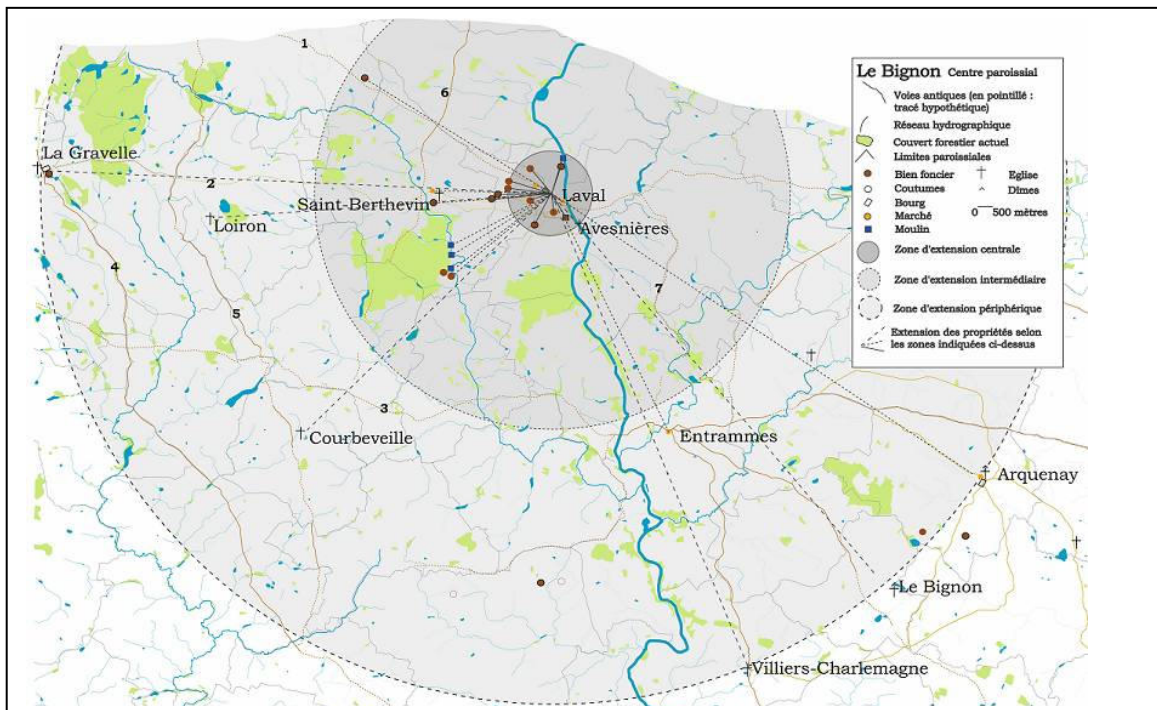 1
6
La Gravelle
2
Saint-Berthevin
Laval
Loiron
Avesnières
4
5
7
3
Courbeveille
Entrammes
Arquenay
Le Bignon
Villiers-Charlemagne
Le Bignon Centre paroissial
Voies antiques (en pointillé :
tracé hypothétique)
Réseau hydrographique
Couvert forestier actuel
Limites paroissiales
Bien foncier
Eglise
Coutumes
Dîmes
Bourg
Marché
0 500 mètres
Moulin
Zone d'extension centrale
Zone d'extension intermédiaire
Zone d'extension périphérique
Extension des propriétés selon
les zones indiquées ci-dessus